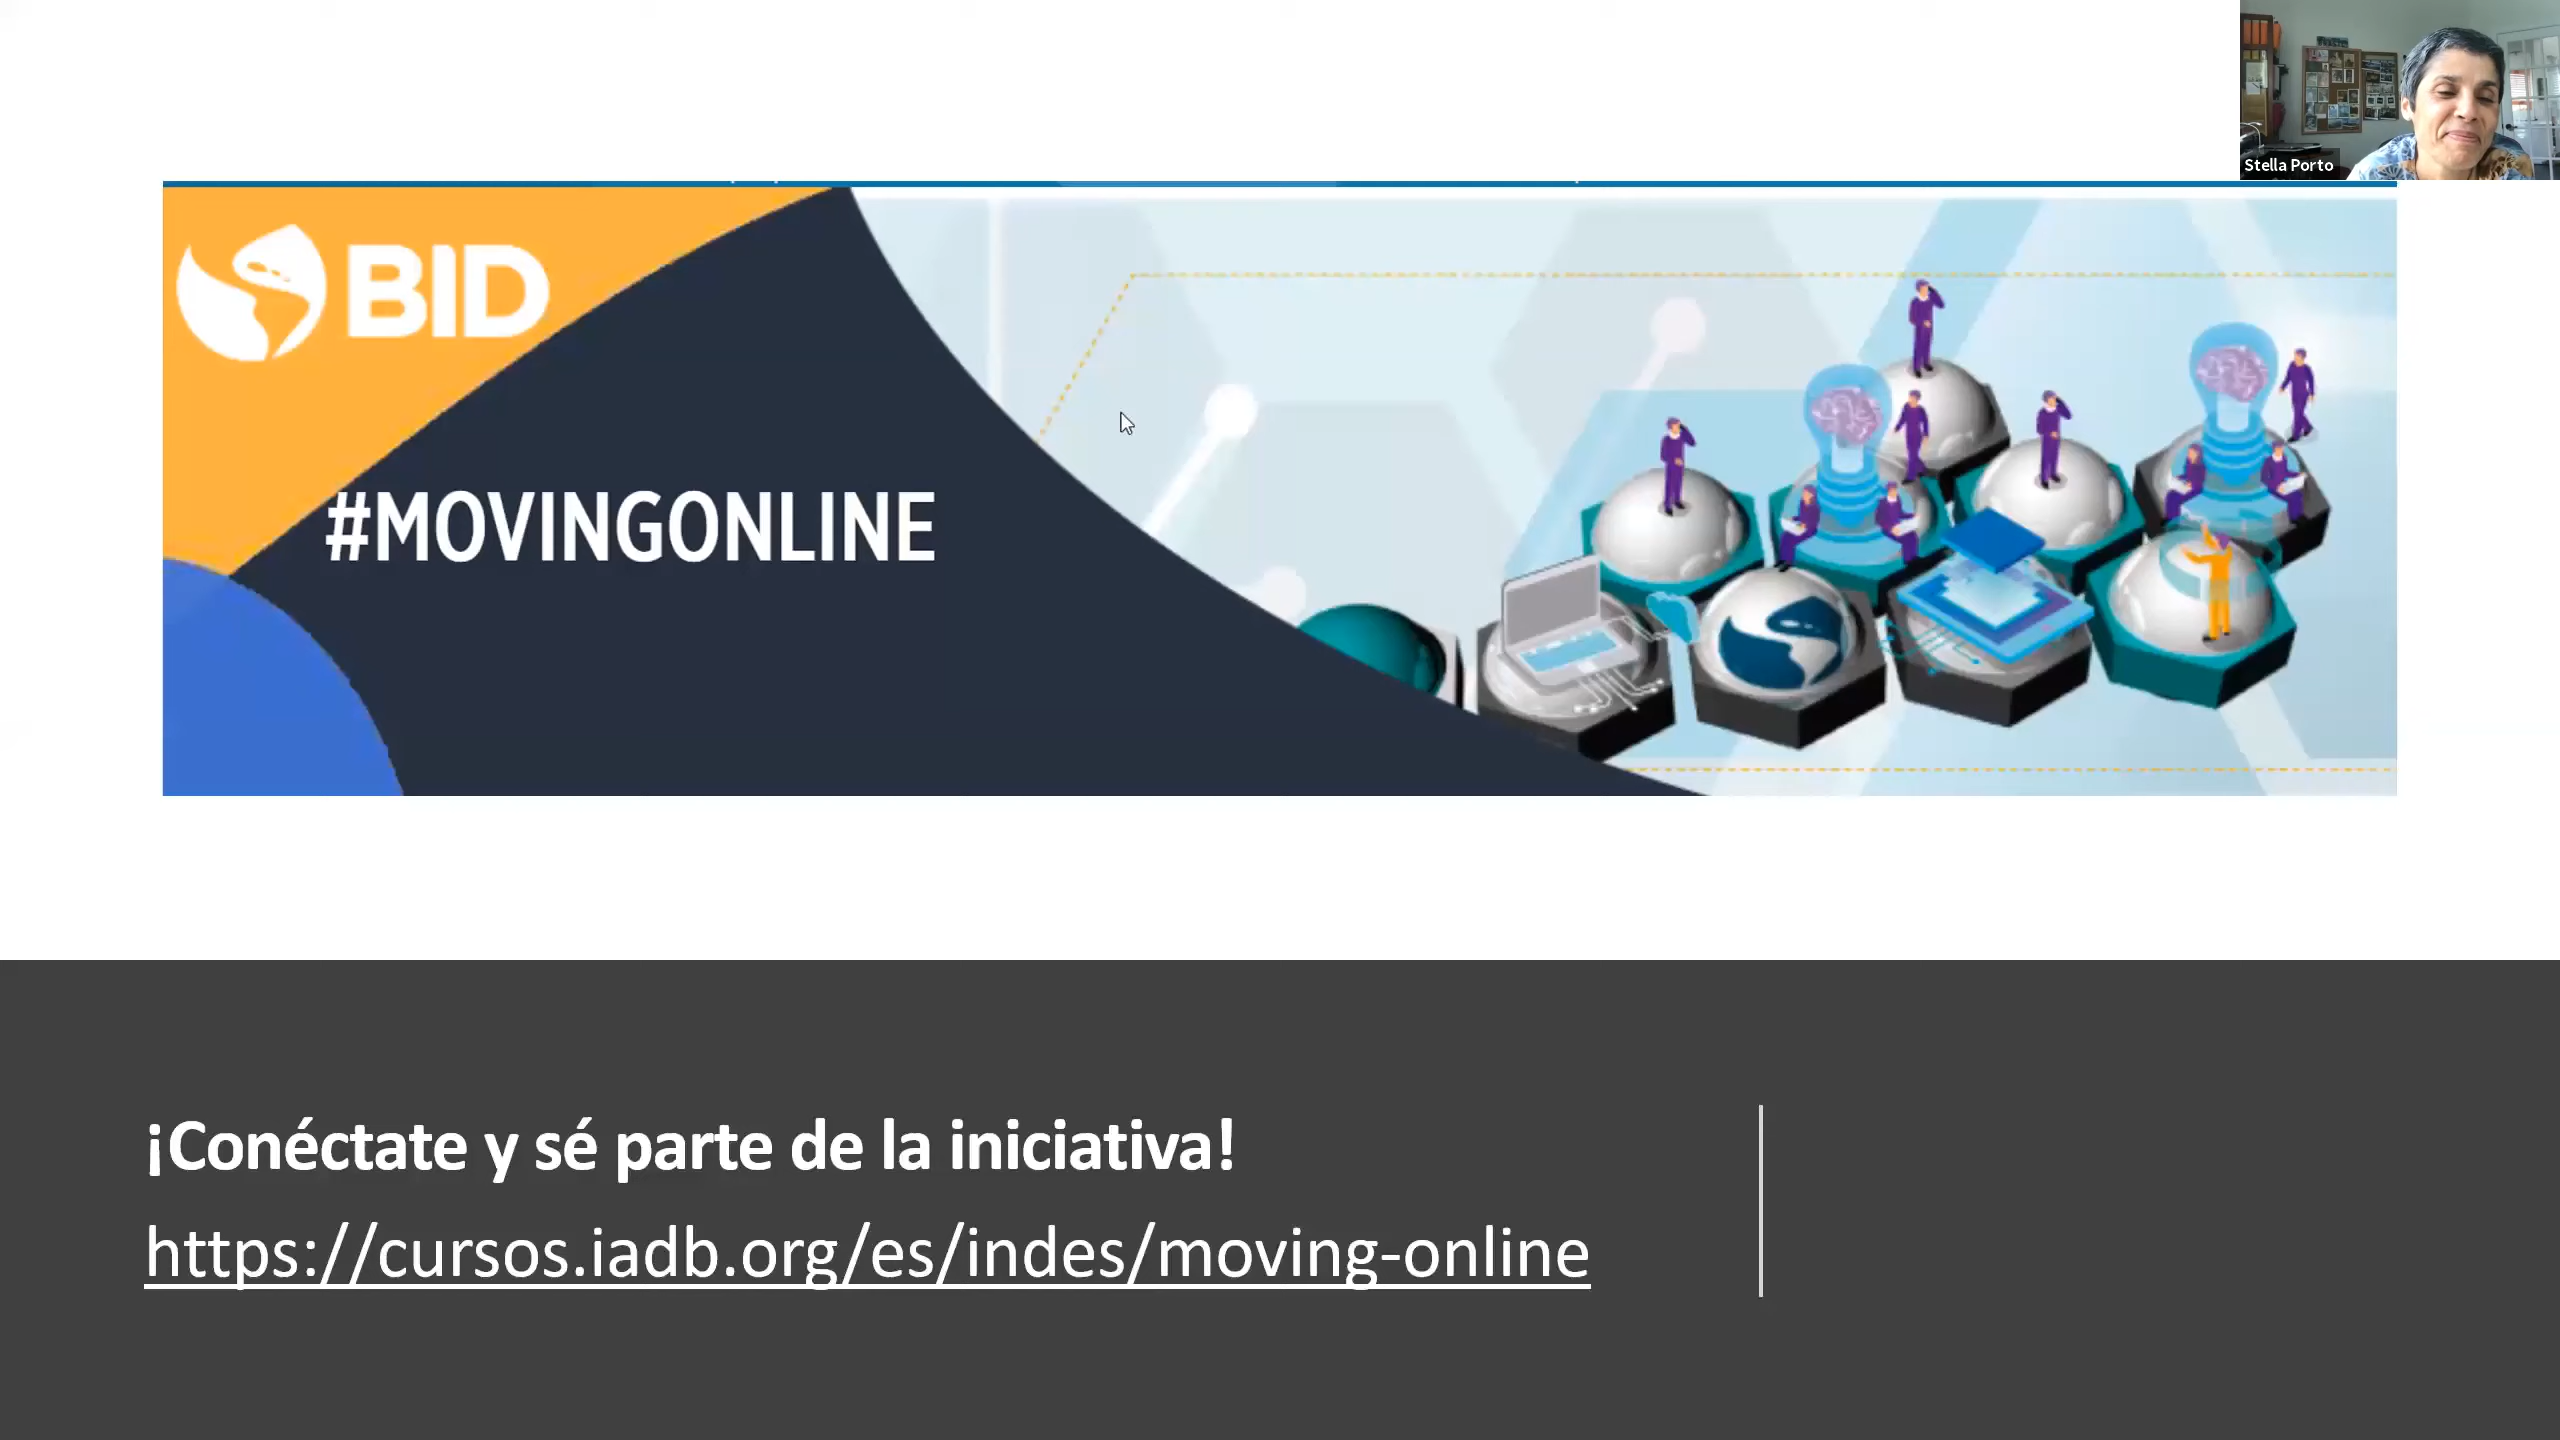 Stella Porto
BID
#MOVINGONLINE
¡Conéctate y sé parte de la iniciativa!
https://cursos.iadb.org/es/indes/moving-online